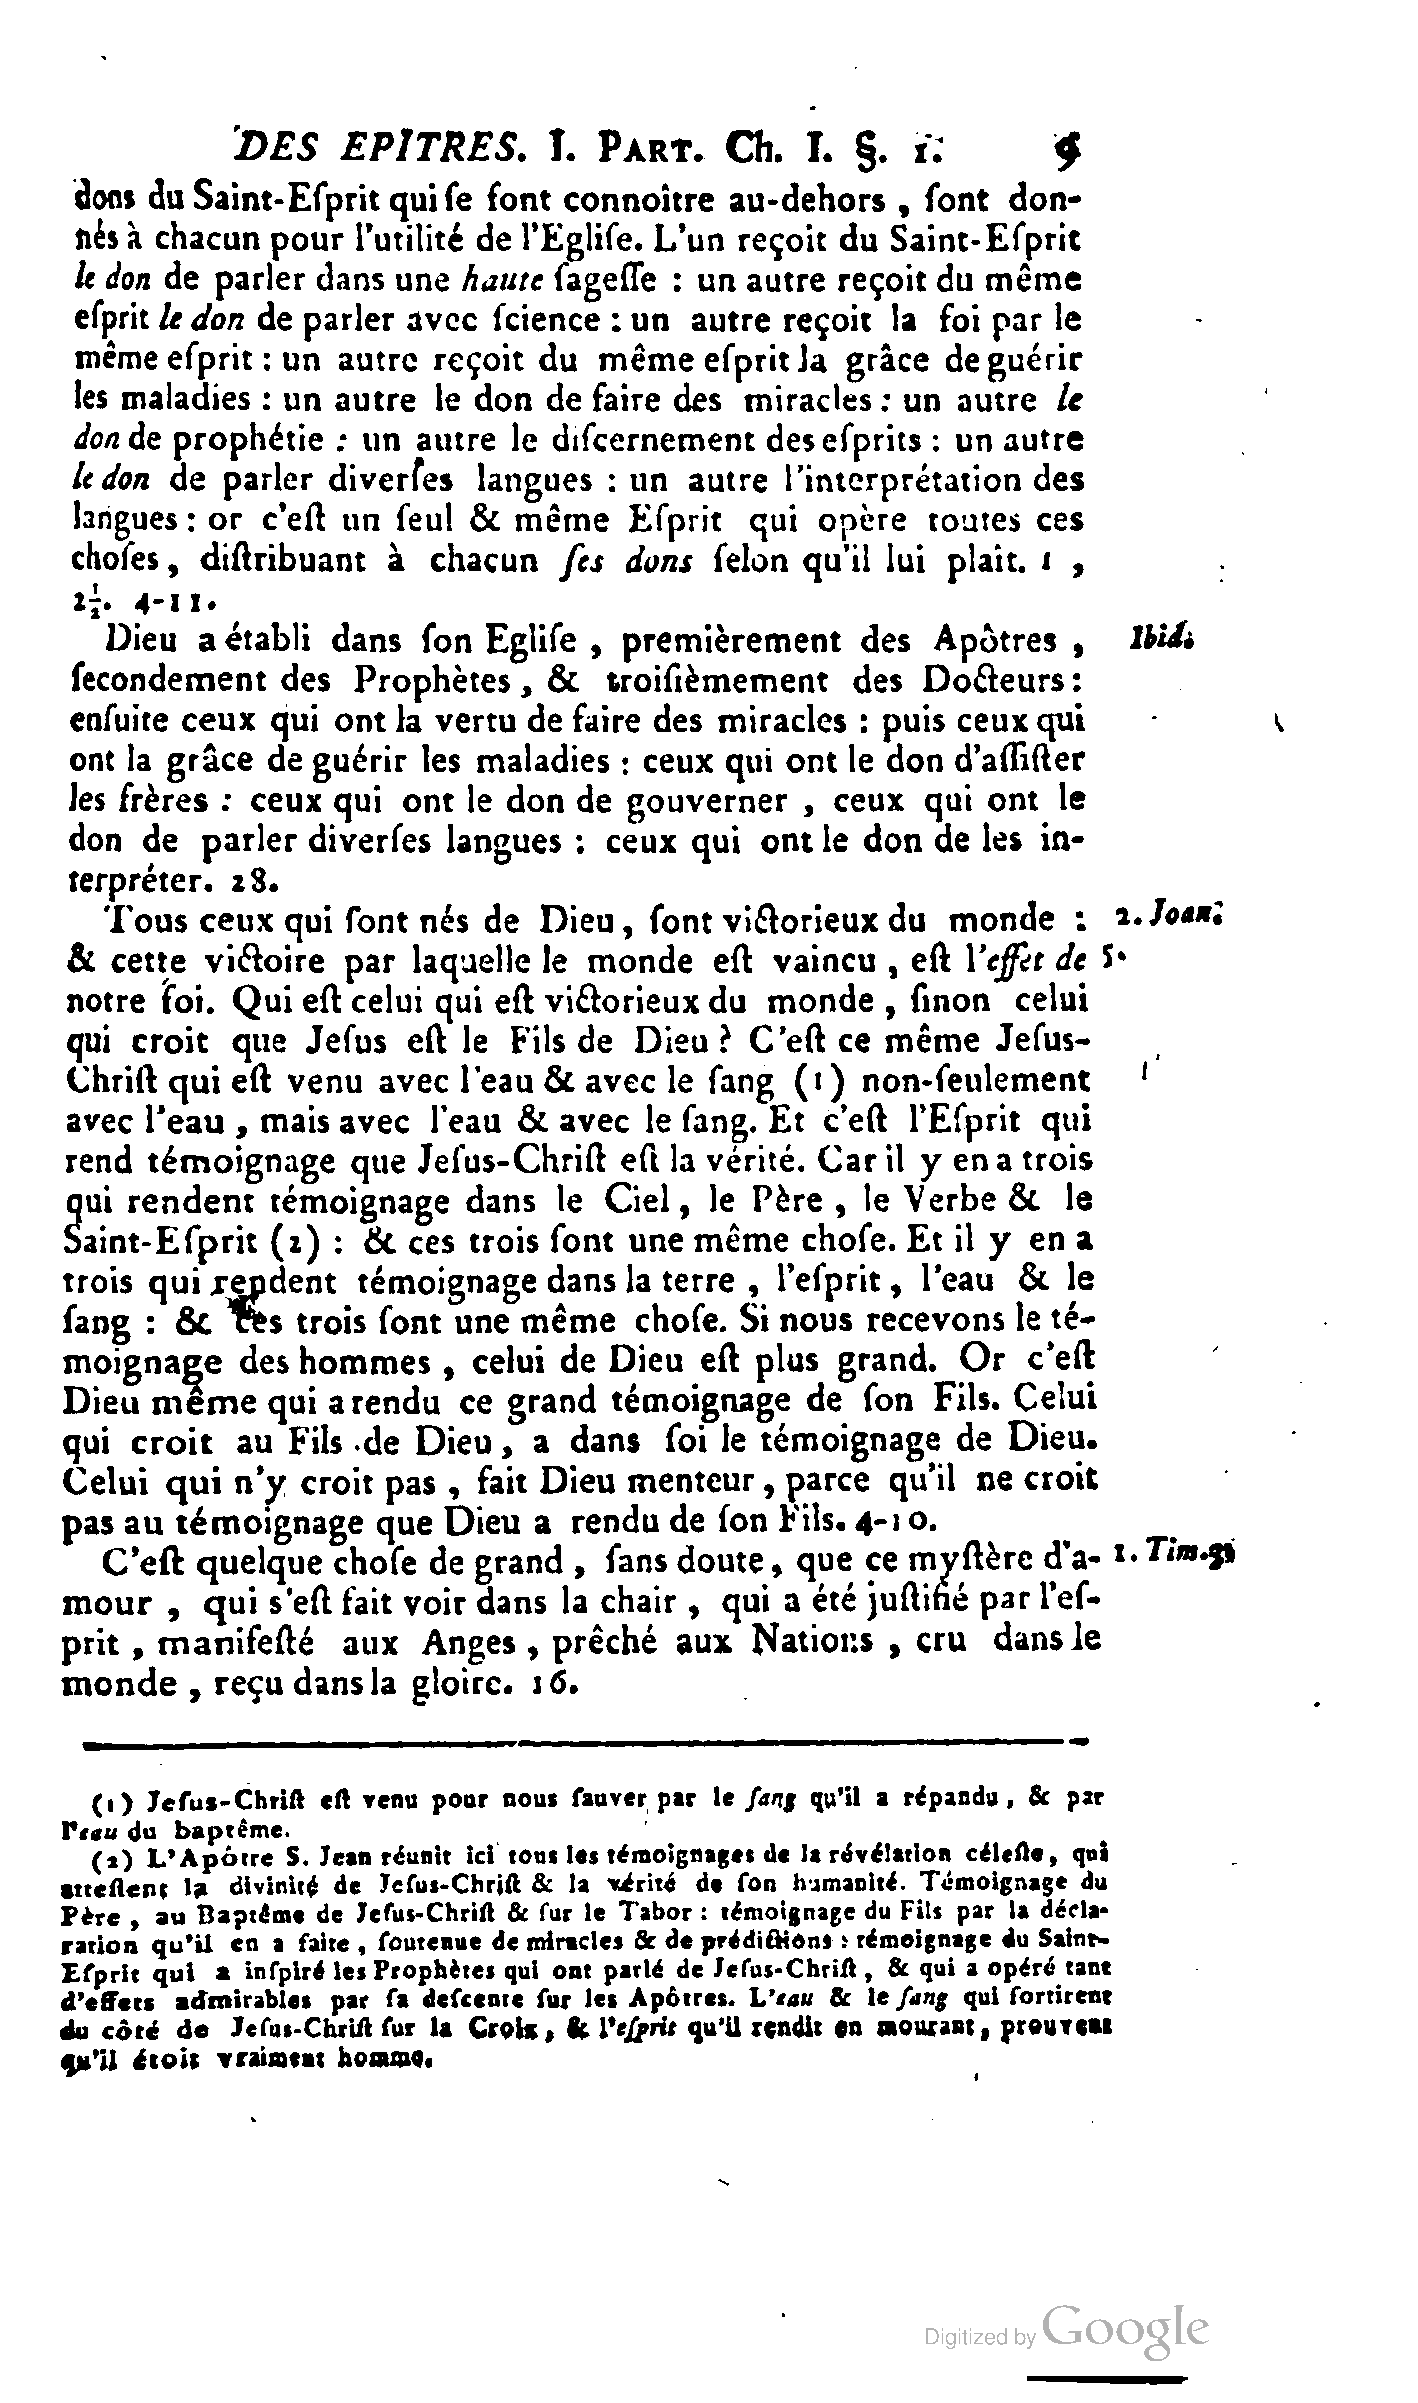 DES EPITRES. I. PART. Ch. I. §. 1. 9
dons du Saint-Eſprit qui ſe font connoître au-dehors, ſont don-
nés à chacun pour l'utilité de l'Egliſe. L'un reçoit du Saint-Eſprit
le don de parler dans une haute ſageſſe : un autre reçoit du même
eſprit le don de parler avec ſcience : un autre reçoit la foi par le
même eſprit : un autre reçoit du même eſprit la grâce de guérir
les maladies : un autre le don de faire des miracles : un autre le
don de prophétie : un autre le diſcernement des eſprits : un autre
le don de parler diverſes langues : un autre l'interprétation des
langues : or c'eſt un ſeul & même Eſprit qui opère toutes ces
choſes, diſtribuant à chacun ſes dons ſelon qu'il lui plait. 1,
2½. 4-11.
Dieu a établi dans ſon Egliſe, premièrement des Apôtres, Ibid.
ſecondement des Prophètes, & troiſièmement des Docteurs :
enſuite ceux qui ont la vertu de faire des miracles : puis ceux qui
ont la grâce de guérir les maladies : ceux qui ont le don d'aſſiſter
les frères : ceux qui ont le don de gouverner, ceux qui ont le
don de parler diverſes langues : ceux qui ont le don de les in-
terpréter. 28.
Tous ceux qui ſont nés de Dieu, ſont victorieux du monde : 2. Joan.
& cette victoire par laquelle le monde eſt vaincu, eſt l'effet de 5.
notre foi. Qui eſt celui qui eſt victorieux du monde, ſinon celui
qui croit que Jeſus eſt le Fils de Dieu ? C'eſt ce même Jeſus-
Chriſt qui eſt venu avec l'eau & avec le ſang (1) non-ſeulement
avec l'eau, mais avec l'eau & avec le ſang. Et c'eſt l'Eſprit qui
rend témoignage que Jeſus-Chriſt eſt la vérité. Car il y en a trois
qui rendent témoignage dans le Ciel, le Père, le Verbe & le
Saint-Eſprit (2) : & ces trois ſont une même choſe. Et il y en a
trois qui rendent témoignage dans la terre, l'eſprit, l'eau & le
ſang : & ces trois ſont une même choſe. Si nous recevons le té-
moignage des hommes, celui de Dieu eſt plus grand. Or c'eſt
Dieu même qui a rendu ce grand témoignage de ſon Fils. Celui
qui croit au Fils de Dieu, a dans ſoi le témoignage de Dieu.
Celui qui n'y croit pas, fait Dieu menteur, parce qu'il ne croit
pas au témoignage que Dieu a rendu de ſon Fils. 4-10.
C'eſt quelque choſe de grand, ſans doute, que ce myſtère d'a- 1. Tim. 3.
mour, qui s'eſt fait voir dans la chair, qui a été juſtifié par l'eſ-
prit, manifeſté aux Anges, prêché aux Nations, cru dans le
monde, reçu dans la gloire. 16.
(1) Jeſus-Chriſt eſt venu pour nous ſauver par le ſang qu'il a répandu, & par
l'eau du baptême.
(2) L'Apôtre S. Jean réunit ici tous les témoignages de la révélation céleſte, qui
atteſtent la divinité de Jeſus-Chriſt & la vérité de ſon humanité. Témoignage du
Père, au Baptême de Jeſus-Chriſt & ſur le Tabor : témoignage du Fils par la décla-
ration qu'il en a faite, ſoutenue de miracles & de prédictions : témoignage du Saint-
Eſprit qui a inſpiré les Prophètes qui ont parlé de Jeſus-Chriſt, & qui a opéré tant
d'effets admirables par ſa deſcente ſur les Apôtres. L'eau & le ſang qui ſortirent
du côté de Jeſus-Chriſt ſur la Croix, & l'eſprit qu'il rendit en mourant, prouvent
qu'il étoit vraiment homme.
Digitized by Google